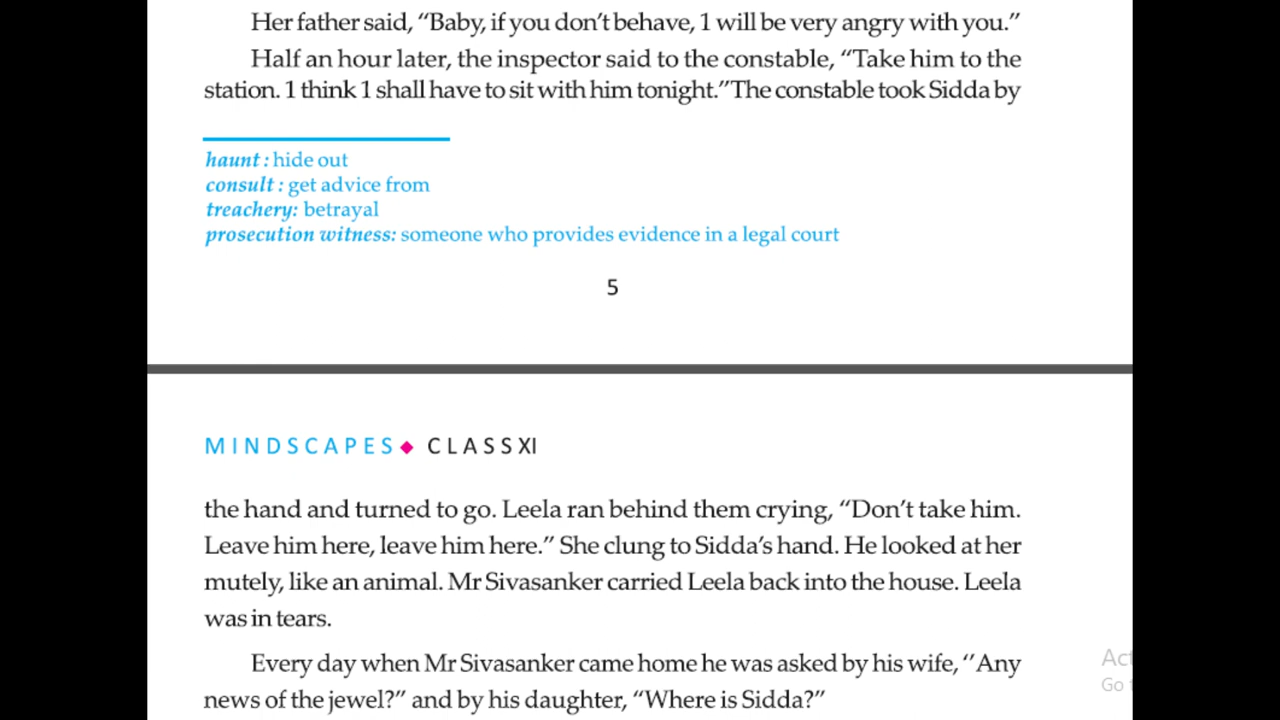 Her father said, “Baby, if you don’t behave, 1 will be very angry with you.”
Half an hour later, the inspector said to the constable, “Take him to the
station. 1 think 1 shall have to sit with him tonight.”The constable took Sidda by
haunt : hide out
consult : get advice from
treachery: betrayal
prosecution witness: someone who provides evidence in a legal court
5
MINDSCAPES◆ CLASS XI
the hand and turned to go. Leela ran behind them crying, “Don’t take him.
Leave him here, leave him here.” She clung to Sidda’s hand. He looked at her
mutely, like an animal. Mr Sivasanker carried Leela back into the house. Leela
was in tears.
Every day when Mr Sivasanker came home he was asked by his wife, “Any
news of the jewel?” and by his daughter, “Where is Sidda?”
Go